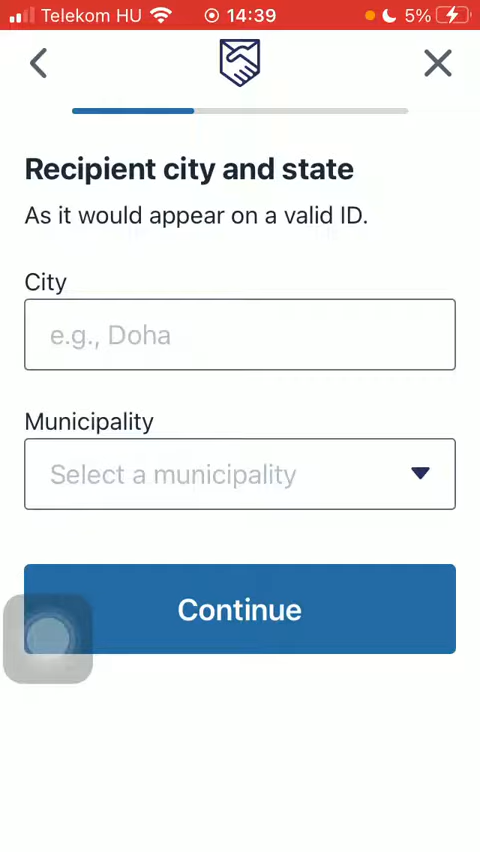 Telekom HU 14:39 5%
Recipient city and state
As it would appear on a valid ID.
City
e.g., Doha
Municipality
Select a municipality
Continue